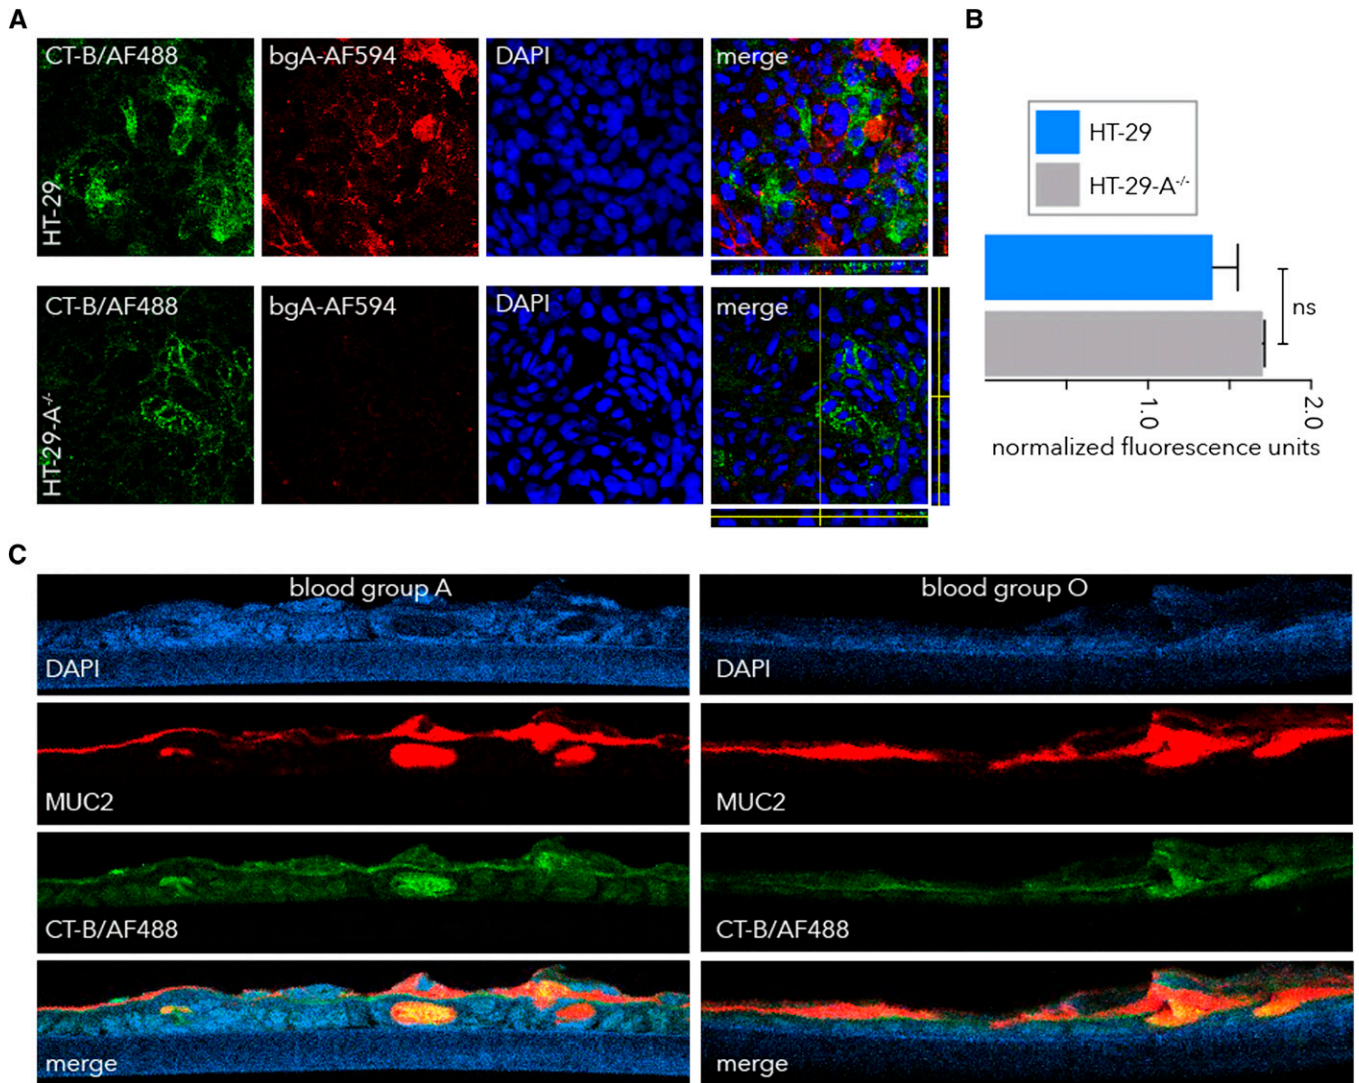 A
B
CT-B/AF488
bgA-AF594
DAPI
merge
HT-29
CT-B/AF488
bgA-AF594
DAPI
merge
HT-29-A-/-
HT-29
HT-29-A-/-
ns
1.0
2.0
normalized fluorescence units
C
blood group A
DAPI
MUC2
CT-B/AF488
merge
blood group O
DAPI
MUC2
CT-B/AF488
merge